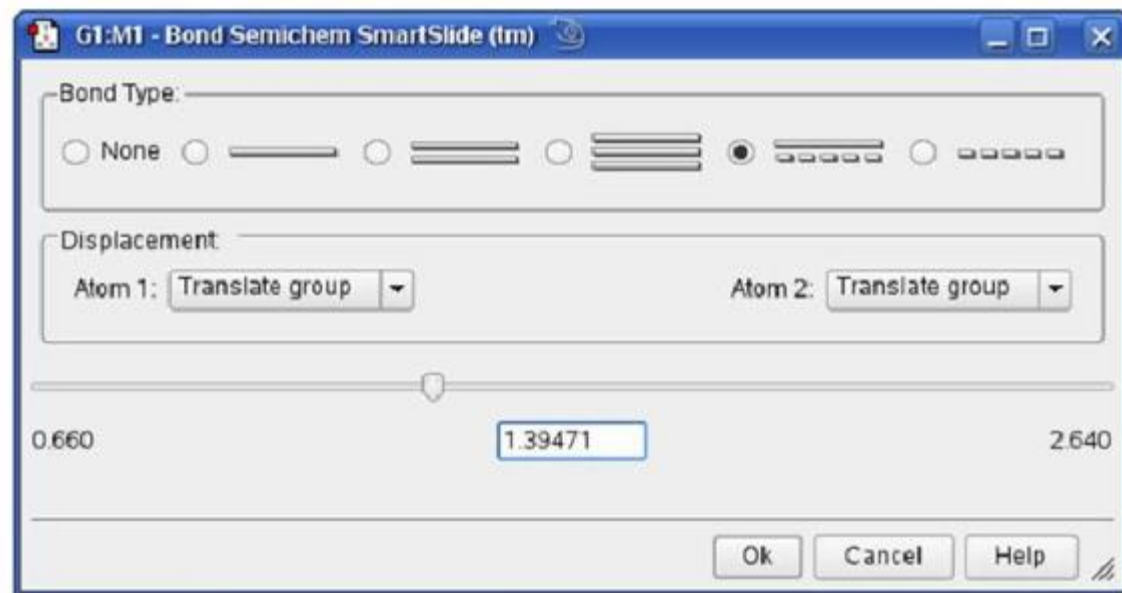 G1:M1 - Bond Semichem SmartSlide (tm)
Bond Type:
None
Displacement:
Atom 1: Translate group Atom 2: Translate group
0.660 1.39471 2.640
Ok Cancel Help